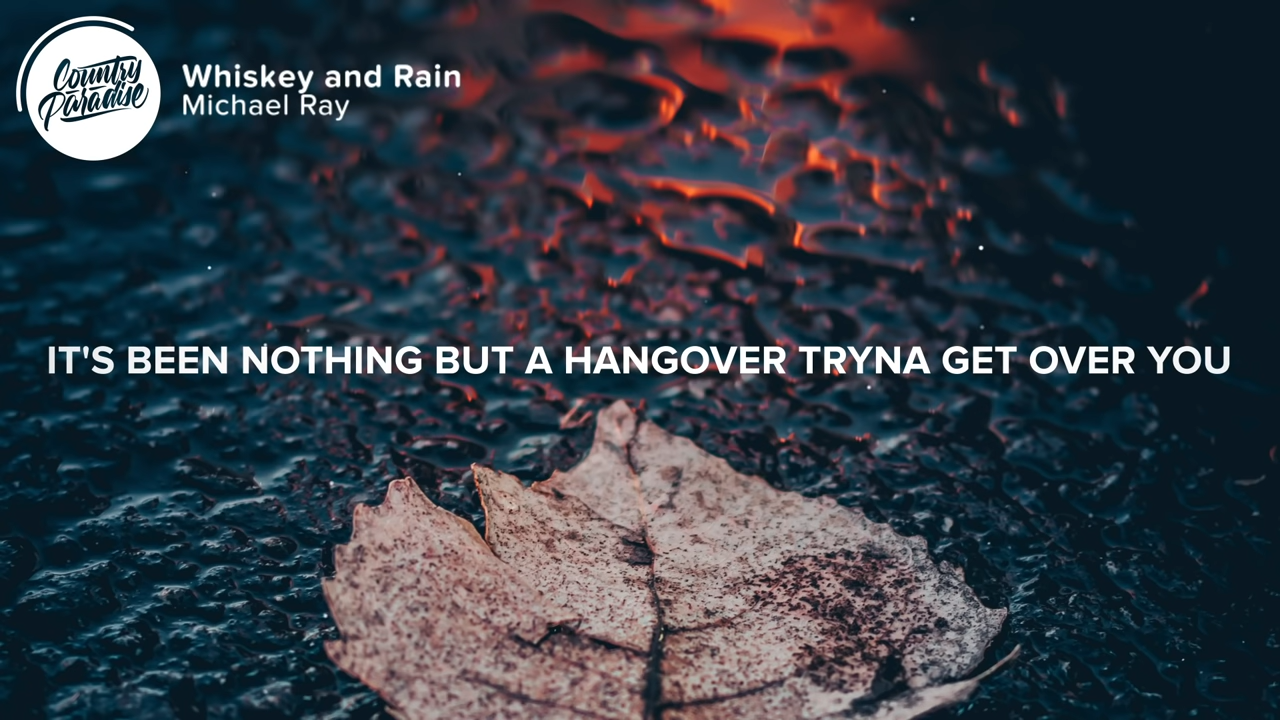 Country
Paradise
Whiskey and Rain
Michael Ray
IT'S BEEN NOTHING BUT A HANGOVER TRYNA GET OVER YOU